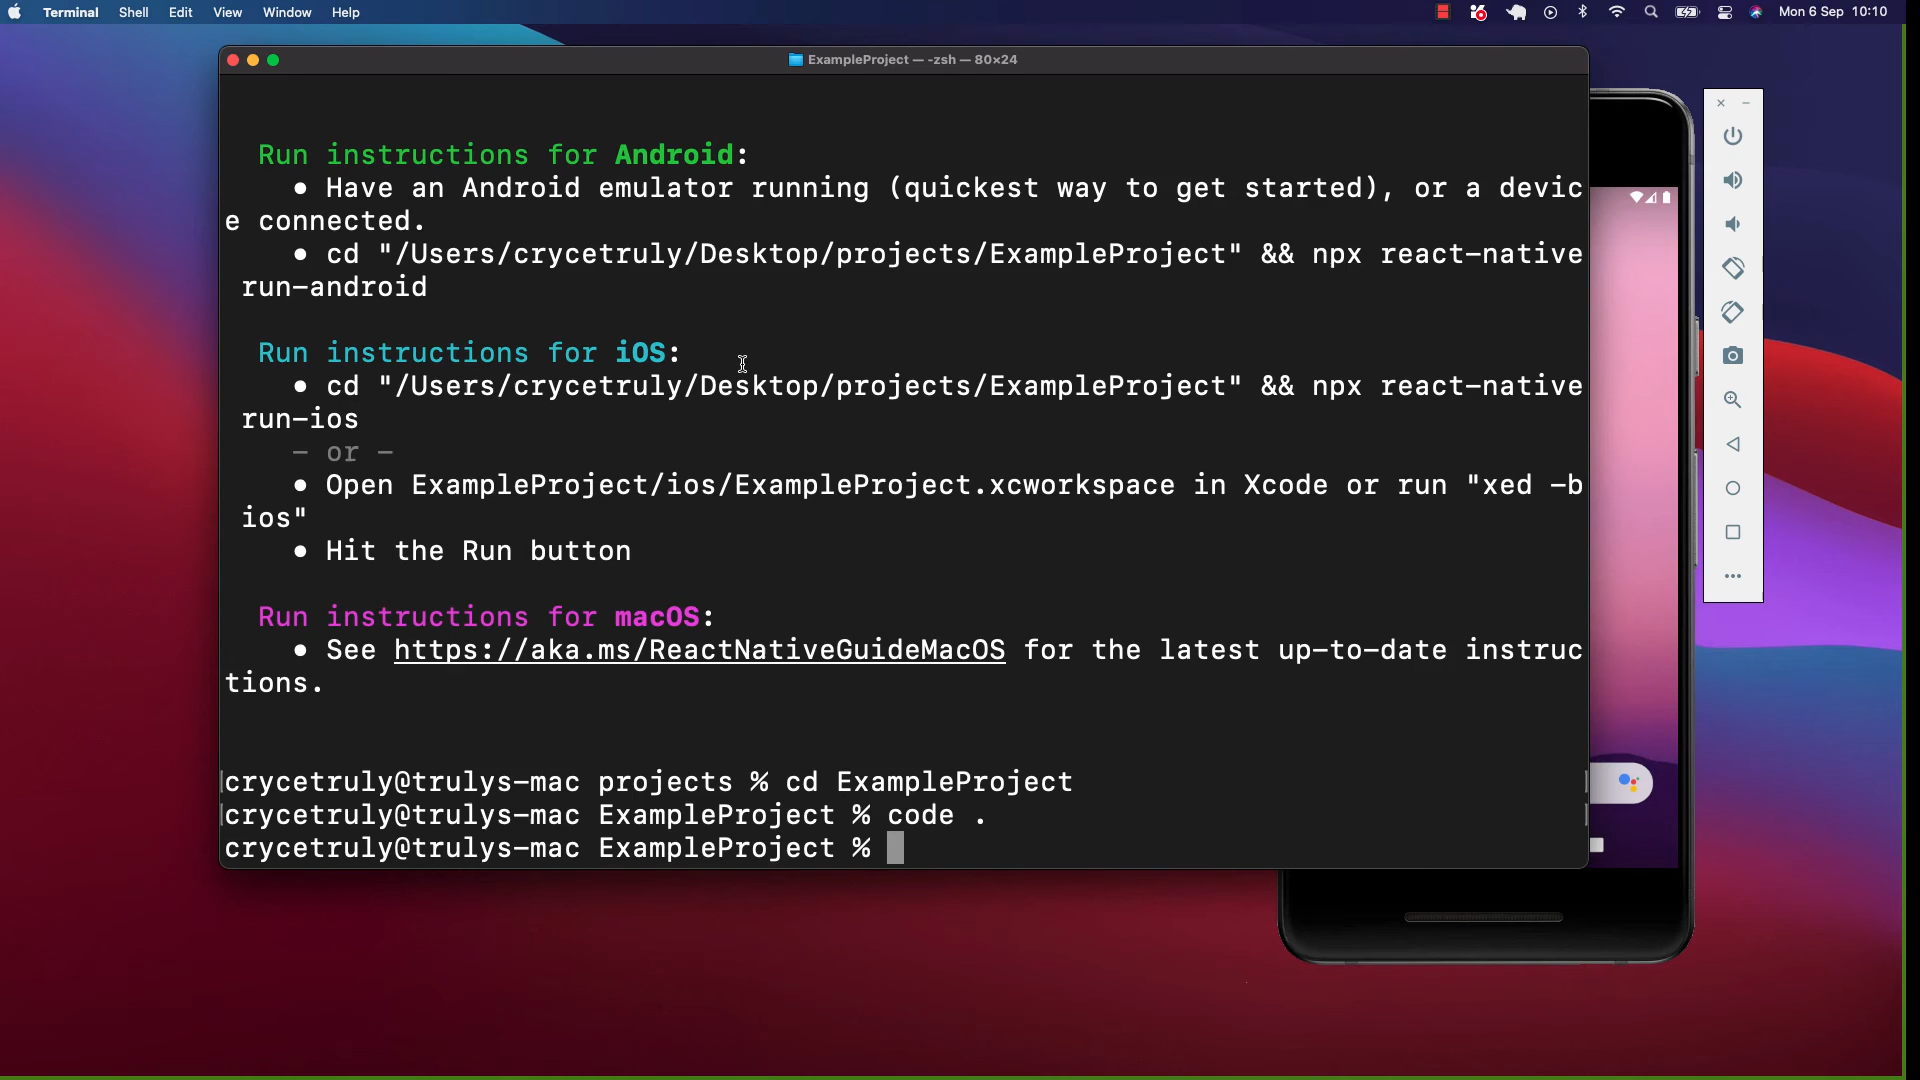 Terminal Shell Edit View Window Help Mon 6 Sep 10:10
ExampleProject — -zsh — 80×24
Run instructions for Android:
• Have an Android emulator running (quickest way to get started), or a devic
e connected.
• cd "/Users/crycetruly/Desktop/projects/ExampleProject" && npx react-native
run-android
Run instructions for iOS:
• cd "/Users/crycetruly/Desktop/projects/ExampleProject" && npx react-native
run-ios
- or -
• Open ExampleProject/ios/ExampleProject.xcworkspace in Xcode or run "xed -b
ios"
• Hit the Run button
Run instructions for macOS:
• See https://aka.ms/ReactNativeGuideMacOS for the latest up-to-date instruc
tions.
crycetruly@trulys-mac projects % cd ExampleProject
crycetruly@trulys-mac ExampleProject % code .
crycetruly@trulys-mac ExampleProject %